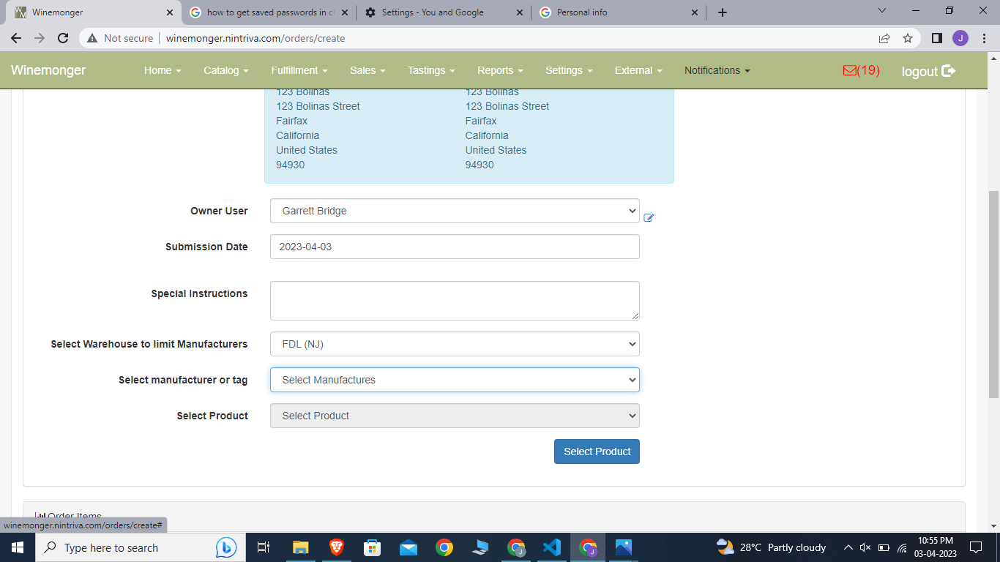 Winemonger
how to get saved passwords in c
Settings - You and Google
Personal info
Not secure
winemonger.nintriva.com/orders/create
J
Winemonger
Home
Catalog
Fulfillment
Sales
Tastings
Reports
Settings
External
Notifications
(19)
logout
123 Bolinas
123 Bolinas Street
Fairfax
California
United States
94930
123 Bolinas
123 Bolinas Street
Fairfax
California
United States
94930
Owner User
Garrett Bridge
Submission Date
2023-04-03
Special Instructions
Select Warehouse to limit Manufacturers
FDL (NJ)
Select manufacturer or tag
Select Manufactures
Select Product
Select Product
Select Product
Order Items
winemonger.nintriva.com/orders/create#
Type here to search
28°C Partly cloudy
10:55 PM
03-04-2023